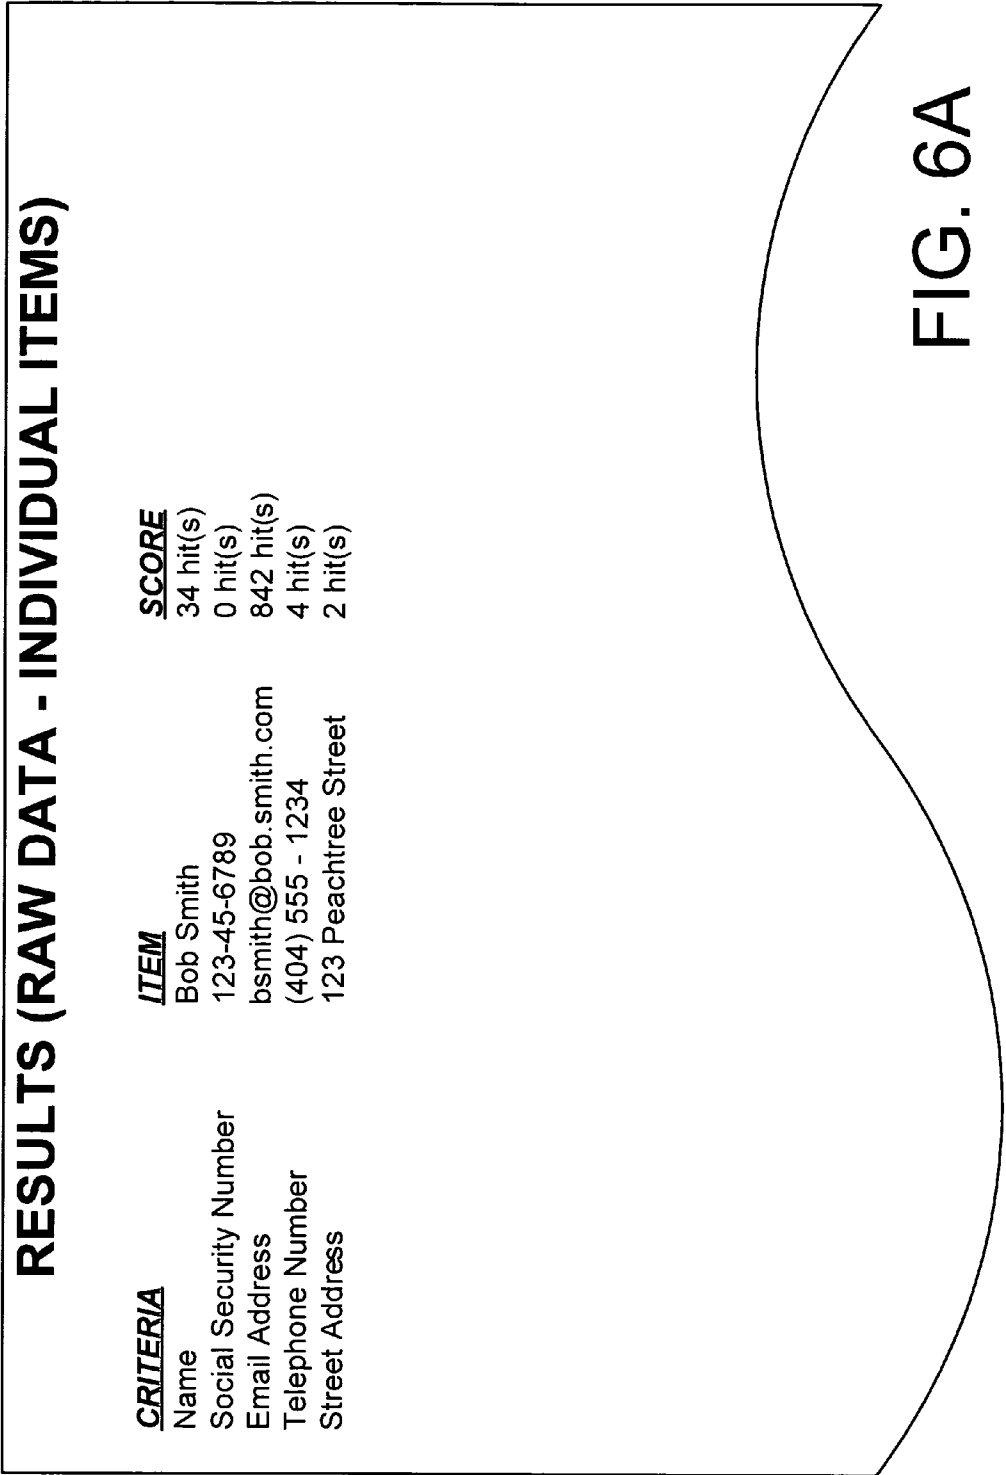 RESULTS (RAW DATA - INDIVIDUAL ITEMS)
CRITERIA ITEM SCORE
Name Bob Smith 34 hit(s)
Social Security Number 123-45-6789 0 hit(s)
Email Address bsmith@bob.smith.com 842 hit(s)
Telephone Number (404) 555 - 1234 4 hit(s)
Street Address 123 Peachtree Street 2 hit(s)
FIG. 6A